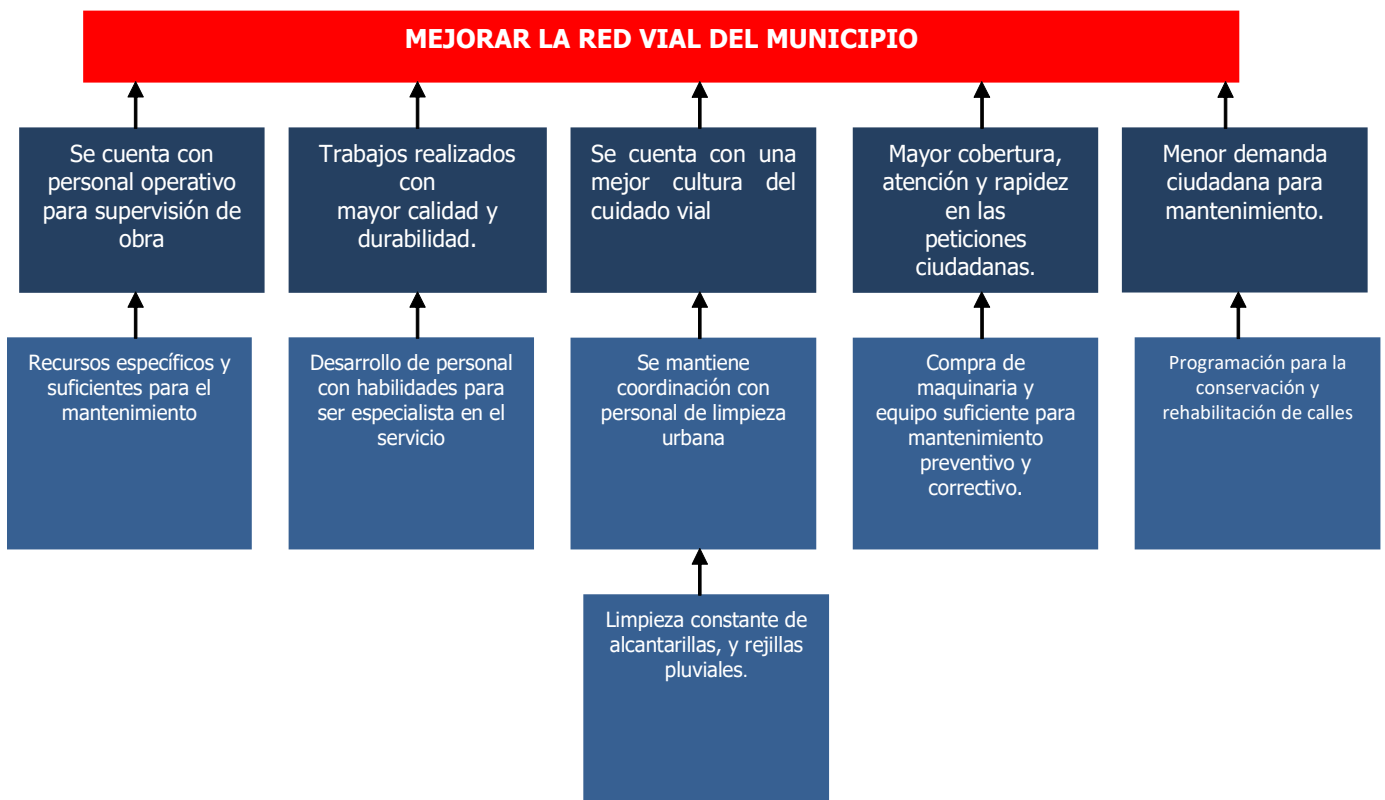 MEJORAR LA RED VIAL DEL MUNICIPIO
Se cuenta con
personal operativo
para supervisión de
obra
Trabajos realizados
con
mayor calidad y
durabilidad.
Se cuenta con una
mejor cultura del
cuidado vial
Mayor cobertura,
atención y rapidez
en las
peticiones
ciudadanas.
Menor demanda
ciudadana para
mantenimiento.
Recursos específicos y
suficientes para el
mantenimiento
Desarrollo de personal
con habilidades para
ser especialista en el
servicio
Se mantiene
coordinación con
personal de limpieza
urbana
Compra de
maquinaria y
equipo suficiente para
mantenimiento
preventivo y
correctivo.
Programación para la
conservación y
rehabilitación de calles
Limpieza constante de
alcantarillas, y rejillas
pluviales.